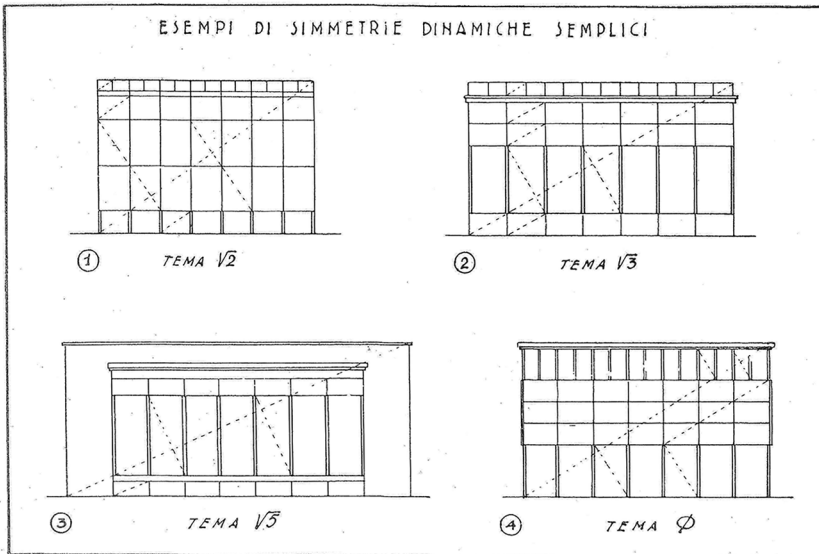 ESEMPI DI SIMMETRIE DINAMICHE SEMPLICI
1 TEMA √2
2 TEMA √3
3 TEMA √5
4 TEMA Φ